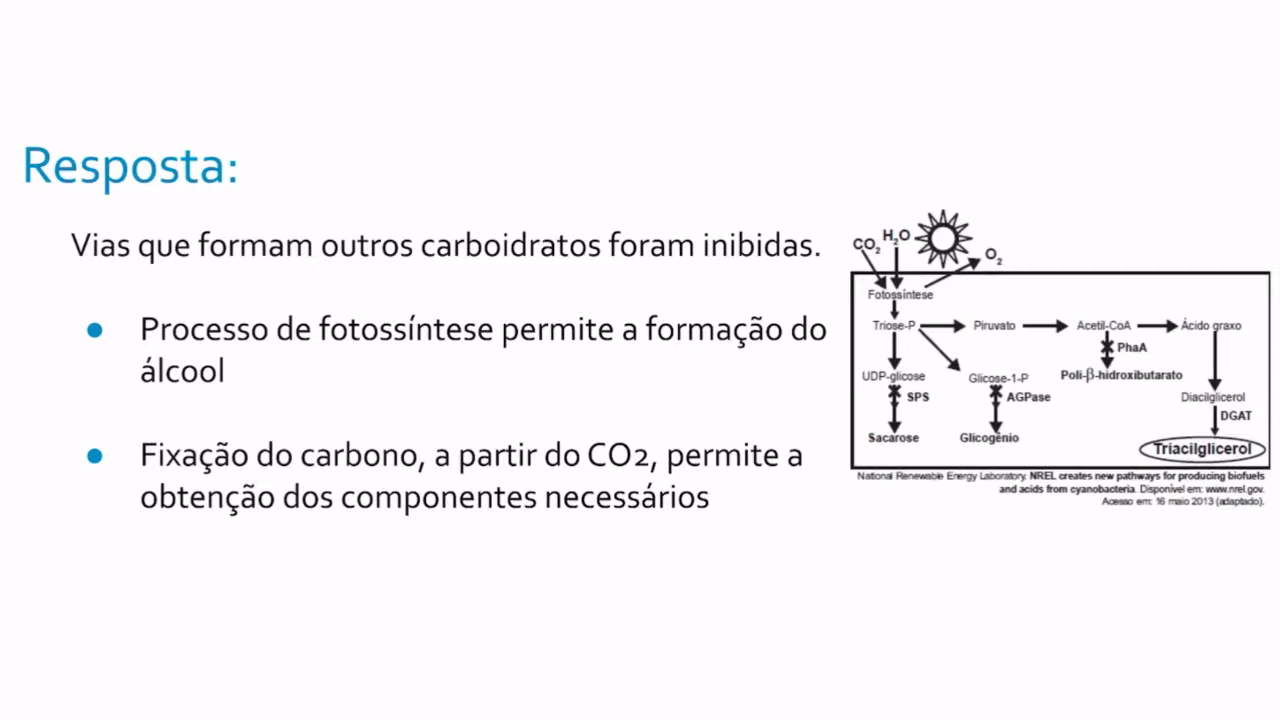 Resposta:
Vias que formam outros carboidratos foram inibidas.
● Processo de fotossíntese permite a formação do
álcool
● Fixação do carbono, a partir do CO2, permite a
obtenção dos componentes necessários
CO₂ H₂O O₂
Fotossíntese
Triose-P Piruvato Acetil-CoA Ácido graxo
PhaA
UDP-glicose Glicose-1-P Poli-β-hidroxibutarato
SPS AGPase Diacilglicerol
DGAT
Sacarose Glicogênio Triacilglicerol
National Renewable Energy Laboratory. NREL creates new pathways for producing biofuels
and acids from cyanobacteria. Disponível em: www.nrel.gov.
Acesso em: 16 maio 2013 (adaptado).